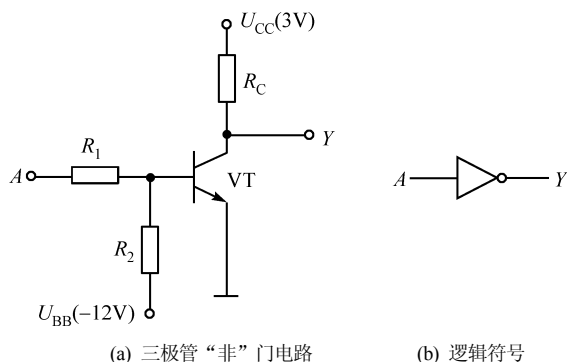 U_CC(3V)
R_C
Y
R_1
A
VT
R_2
U_BB(−12V)
A
Y
(a) 三极管“非”门电路
(b) 逻辑符号